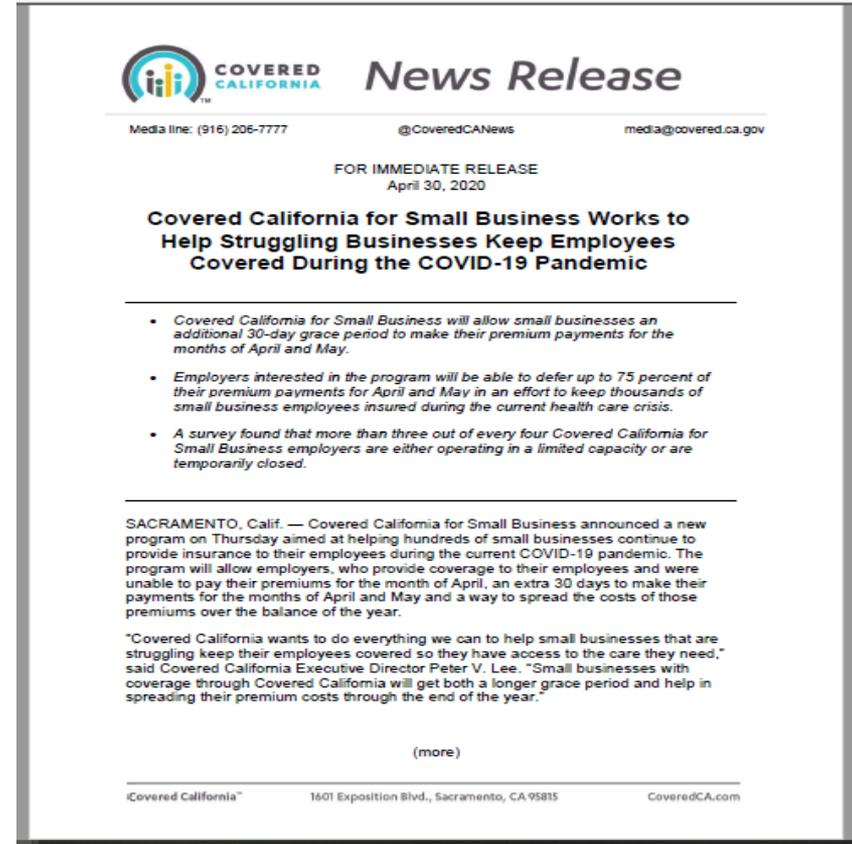 COVERED
CALIFORNIA
TM
News Release
Media line: (916) 206-7777 @CoveredCANews media@covered.ca.gov
FOR IMMEDIATE RELEASE
April 30, 2020
Covered California for Small Business Works to
Help Struggling Businesses Keep Employees
Covered During the COVID-19 Pandemic
• Covered California for Small Business will allow small businesses an
additional 30-day grace period to make their premium payments for the
months of April and May.
• Employers interested in the program will be able to defer up to 75 percent of
their premium payments for April and May in an effort to keep thousands of
small business employees insured during the current health care crisis.
• A survey found that more than three out of every four Covered California for
Small Business employers are either operating in a limited capacity or are
temporarily closed.
SACRAMENTO, Calif. — Covered California for Small Business announced a new
program on Thursday aimed at helping hundreds of small businesses continue to
provide insurance to their employees during the current COVID-19 pandemic. The
program will allow employers, who provide coverage to their employees and were
unable to pay their premiums for the month of April, an extra 30 days to make their
payments for the months of April and May and a way to spread the costs of those
premiums over the balance of the year.
"Covered California wants to do everything we can to help small businesses that are
struggling keep their employees covered so they have access to the care they need,"
said Covered California Executive Director Peter V. Lee. "Small businesses with
coverage through Covered California will get both a longer grace period and help in
spreading their premium costs through the end of the year."
(more)
Covered California™ 1601 Exposition Blvd., Sacramento, CA 95815 CoveredCA.com